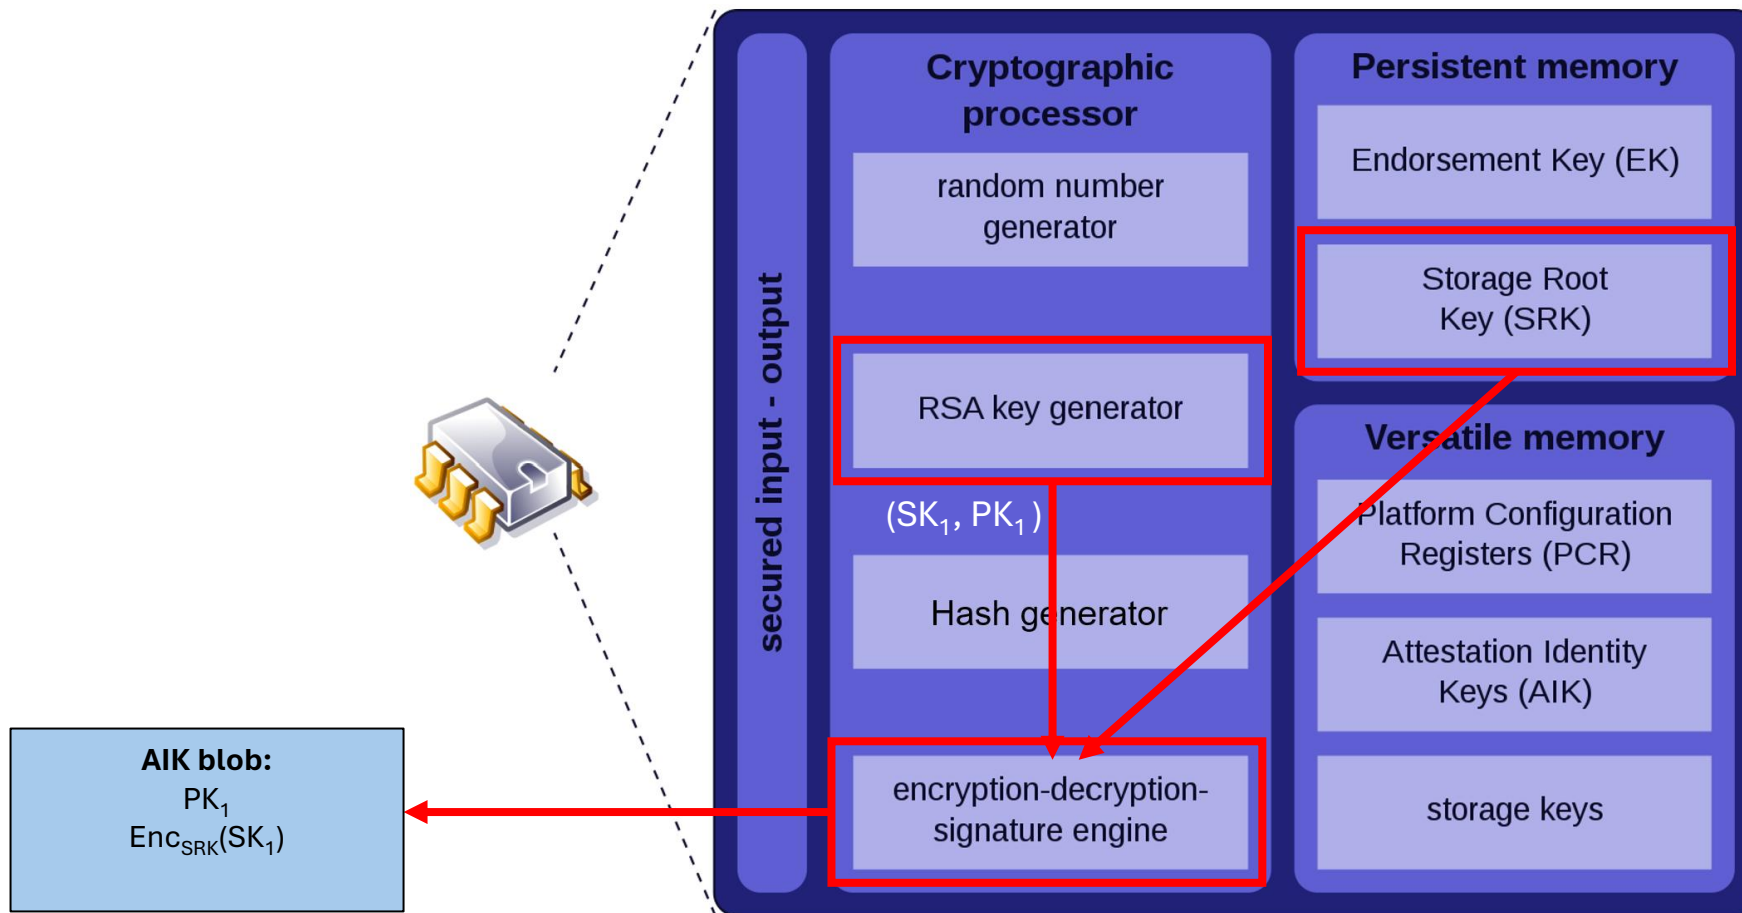 secured input - output
Cryptographic
processor
random number
generator
RSA key generator
(SK₁, PK₁)
Hash generator
encryption-decryption-
signature engine
Persistent memory
Endorsement Key (EK)
Storage Root
Key (SRK)
Versatile memory
Platform Configuration
Registers (PCR)
Attestation Identity
Keys (AIK)
storage keys
AIK blob:
PK₁
Enc_SRK(SK₁)